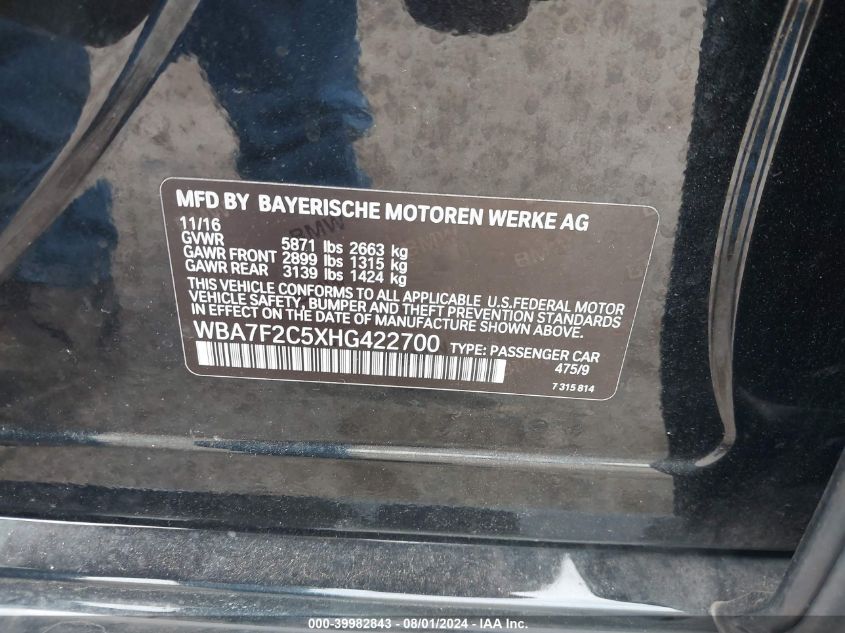 MFD BY BAYERISCHE MOTOREN WERKE AG
11/16
GVWR 5871 lbs 2663 kg
GAWR FRONT 2899 lbs 1315 kg
GAWR REAR 3139 lbs 1424 kg
THIS VEHICLE CONFORMS TO ALL APPLICABLE U.S.FEDERAL MOTOR
VEHICLE SAFETY, BUMPER AND THEFT PREVENTION STANDARDS
IN EFFECT ON THE DATE OF MANUFACTURE SHOWN ABOVE.
WBA7F2C5XHG422700 TYPE: PASSENGER CAR
475/9
7 315 814
BMW BMW BMW
000-39982843 - 08/01/2024 - © IAA Inc.